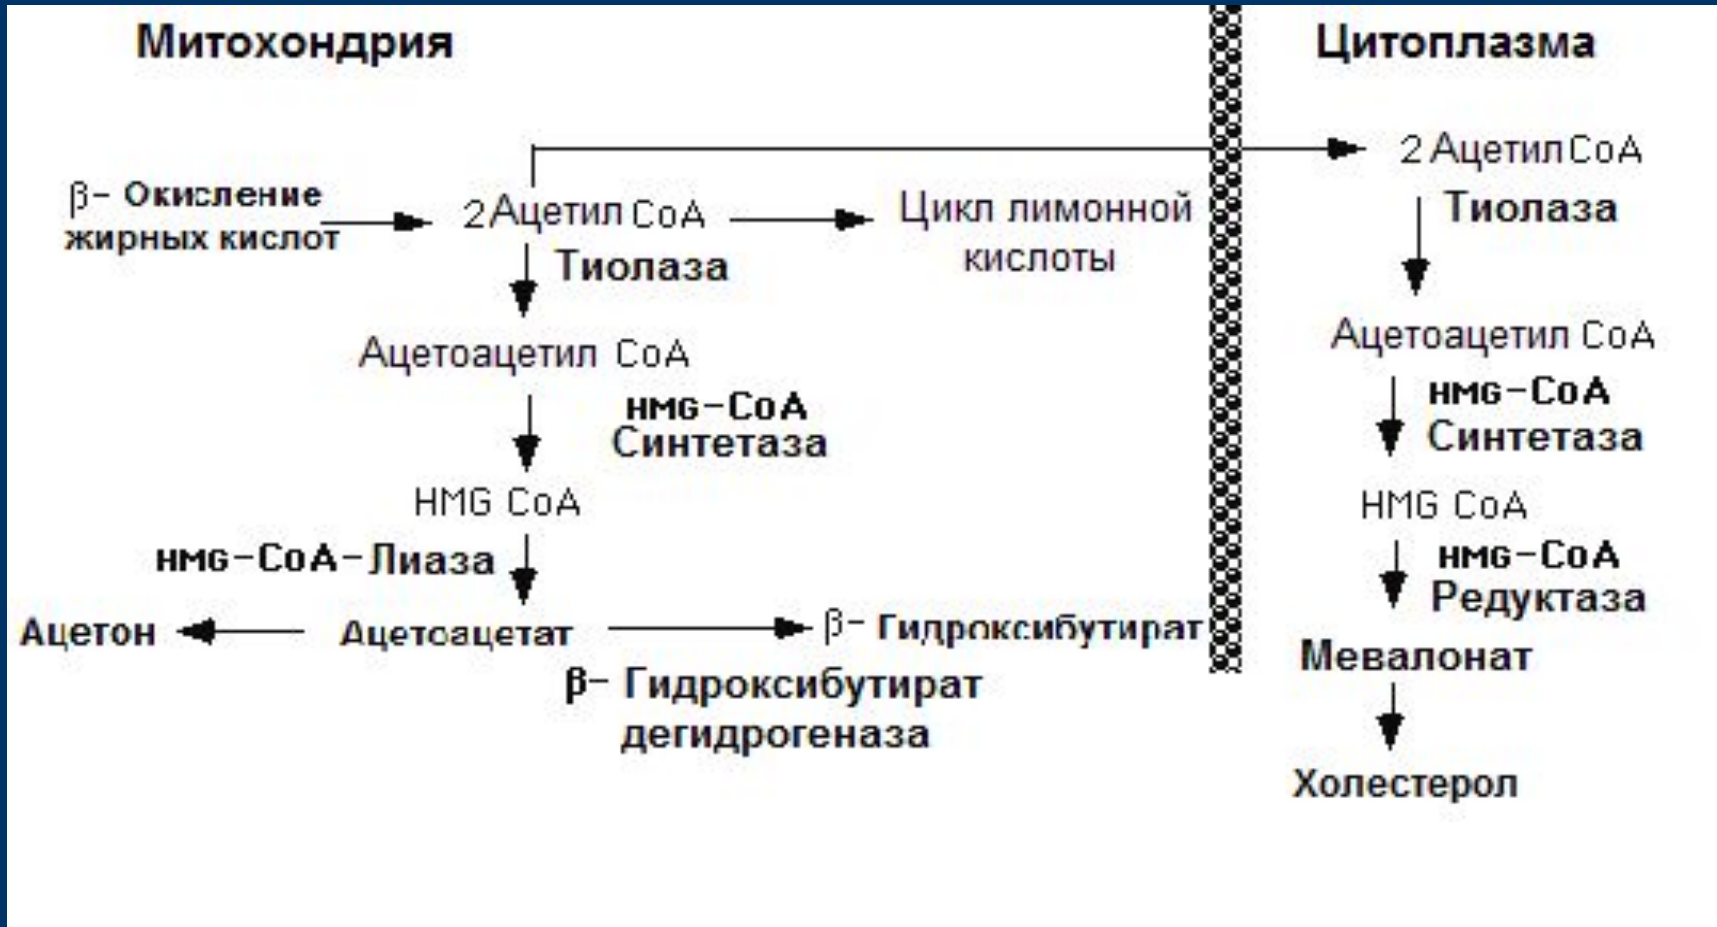 Митохондрия
Цитоплазма
β- Окисление
жирных кислот
2 Ацетил CoA
Цикл лимонной
кислоты
Тиолаза
Ацетоацетил CoA
HMG-CoA
Синтетаза
HMG CoA
HMG-CoA-Лиаза
Ацетон
Ацетоацетат
β- Гидроксибутират
β- Гидроксибутират
дегидрогеназа
2 Ацетил CoA
Тиолаза
Ацетоацетил CoA
HMG-CoA
Синтетаза
HMG CoA
HMG-CoA
Редуктаза
Мевалонат
Холестерол